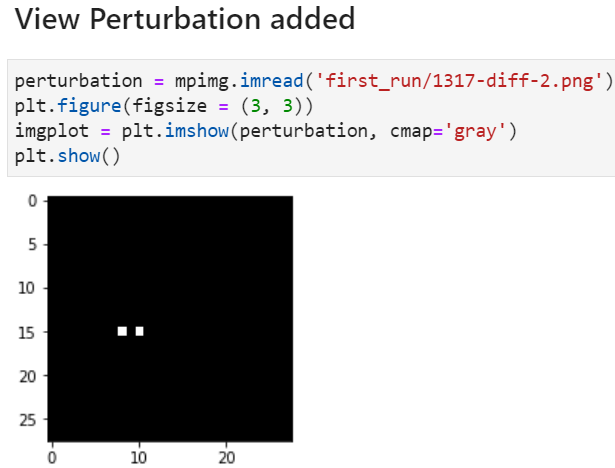 View Perturbation added
perturbation = mpimg.imread('first_run/1317-diff-2.png')
plt.figure(figsize = (3, 3))
imgplot = plt.imshow(perturbation, cmap='gray')
plt.show()
0
5
10
15
20
25
0 10 20